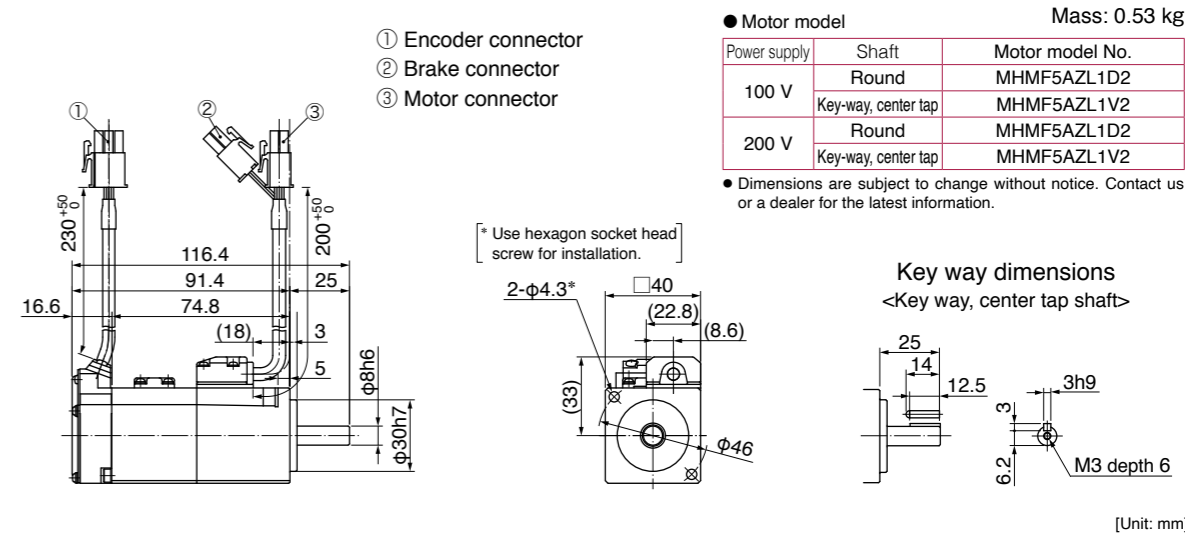 ① Encoder connector
② Brake connector
③ Motor connector
● Motor model
Mass: 0.53 kg
Power supply Shaft Motor model No.
100 V
Round MHMF5AZL1D2
Key-way, center tap MHMF5AZL1V2
200 V
Round MHMF5AZL1D2
Key-way, center tap MHMF5AZL1V2
● Dimensions are subject to change without notice. Contact us
or a dealer for the latest information.
①
②
③
230 +50 0
200 +50 0
116.4
91.4
25
16.6
74.8
(18)
3
5
φ8h6
φ30h7
* Use hexagon socket head
screw for installation.
2-φ4.3*
□40
(22.8)
(8.6)
(33)
φ46
Key way dimensions
<Key way, center tap shaft>
25
14
12.5
3h9
3
6.2
M3 depth 6
[Unit: mm]